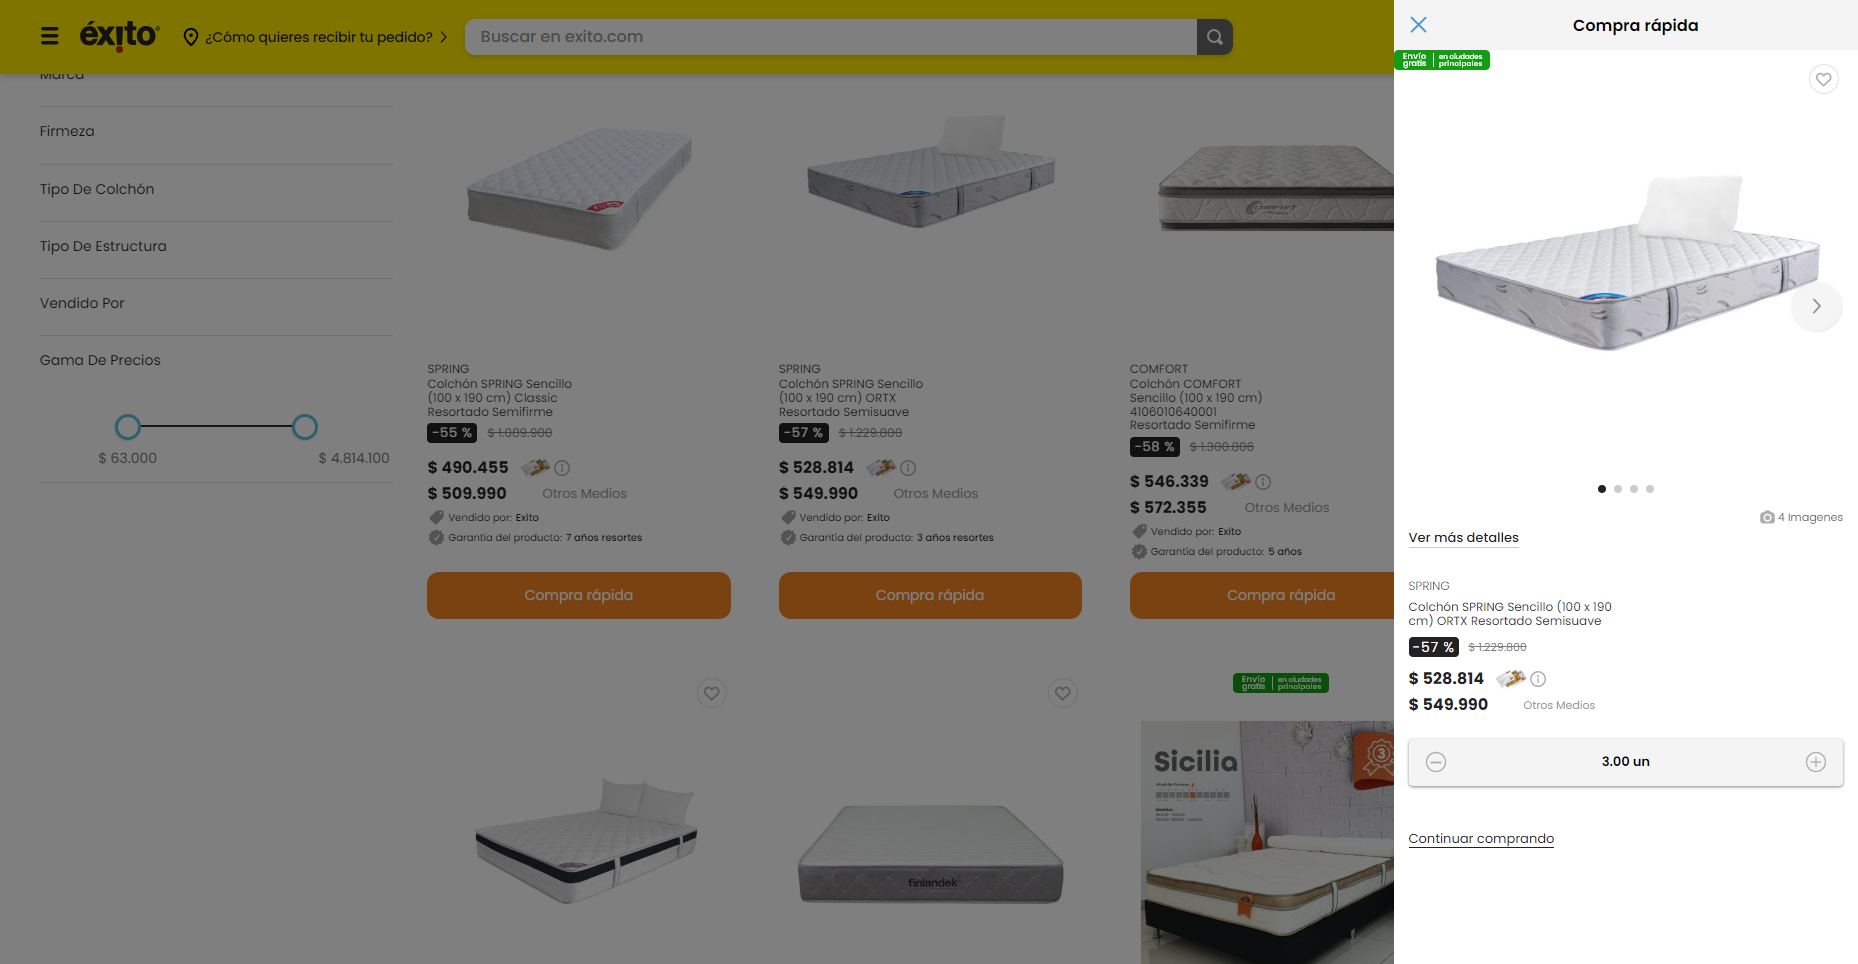 éxito
¿Cómo quieres recibir tu pedido?
Buscar en exito.com
Marca
Firmeza
Tipo De Colchón
Tipo De Estructura
Vendido Por
Gama De Precios
$ 63.000
$ 4.814.100
SPRING
Colchón SPRING Sencillo
(100 x 190 cm) Classic
Resortado Semifirme
-55 % $ 1.089.900
$ 490.455
$ 509.990 Otros Medios
Vendido por: Exito
Garantía del producto: 7 años resortes
Compra rápida
SPRING
Colchón SPRING Sencillo
(100 x 190 cm) ORTX
Resortado Semisuave
-57 % $ 1.229.800
$ 528.814
$ 549.990 Otros Medios
Vendido por: Exito
Garantía del producto: 3 años resortes
Compra rápida
comfort
COMFORT
Colchón COMFORT
Sencillo (100 x 190 cm)
4106010640001
Resortado Semifirme
-58 % $ 1.300.806
$ 546.339
$ 572.355 Otros Medios
Vendido por: Exito
Garantía del producto: 5 años
Compra rápida
finlandek
Envío gratis en ciudades principales
Sicilia
3
Compra rápida
Envío gratis en ciudades principales
4 Imagenes
Ver más detalles
SPRING
Colchón SPRING Sencillo (100 x 190
cm) ORTX Resortado Semisuave
-57 % $ 1.229.800
$ 528.814
$ 549.990 Otros Medios
3.00 un
Continuar comprando